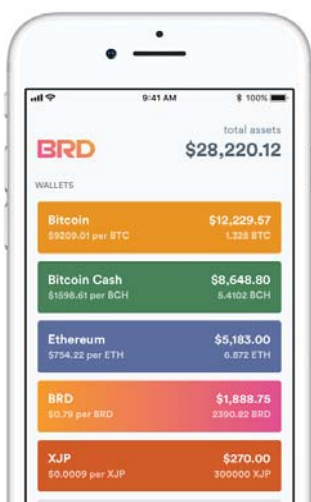 9:41 AM
100%
BRD
total assets
$28,220.12
WALLETS
Bitcoin
$12,229.57
$9209.01 per BTC
1.328 BTC
Bitcoin Cash
$8,648.80
$1598.61 per BCH
5.4102 BCH
Ethereum
$5,183.00
$754.22 per ETH
6.872 ETH
BRD
$1,888.75
$0.79 per BRD
2390.82 BRD
XJP
$270.00
$0.0009 per XJP
300000 XJP